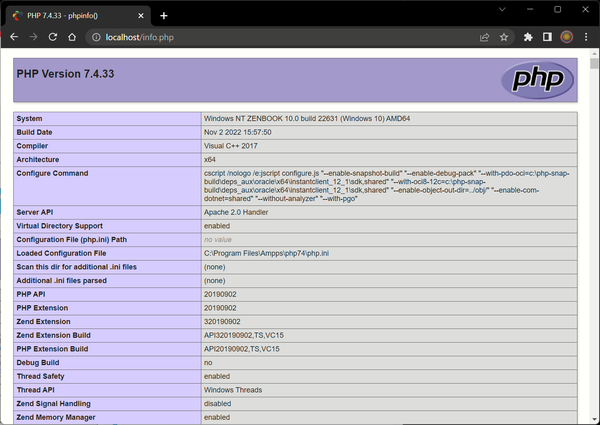 PHP 7.4.33 - phpinfo()
localhost/info.php
PHP Version 7.4.33
php
System Windows NT ZENBOOK 10.0 build 22631 (Windows 10) AMD64
Build Date Nov 2 2022 15:57:50
Compiler Visual C++ 2017
Architecture x64
Configure Command cscript /nologo /e:jscript configure.js "--enable-snapshot-build" "--enable-debug-pack" "--with-pdo-oci=c:\php-snap-
build\deps_aux\oracle\x64\instantclient_12_1\sdk,shared" "--with-oci8-12c=c:\php-snap-
build\deps_aux\oracle\x64\instantclient_12_1\sdk,shared" "--enable-object-out-dir=../obj/" "--enable-com-
dotnet=shared" "--without-analyzer" "--with-pgo"
Server API Apache 2.0 Handler
Virtual Directory Support enabled
Configuration File (php.ini) Path no value
Loaded Configuration File C:\Program Files\Ampps\php74\php.ini
Scan this dir for additional .ini files (none)
Additional .ini files parsed (none)
PHP API 20190902
PHP Extension 20190902
Zend Extension 320190902
Zend Extension Build API320190902,TS,VC15
PHP Extension Build API20190902,TS,VC15
Debug Build no
Thread Safety enabled
Thread API Windows Threads
Zend Signal Handling disabled
Zend Memory Manager enabled